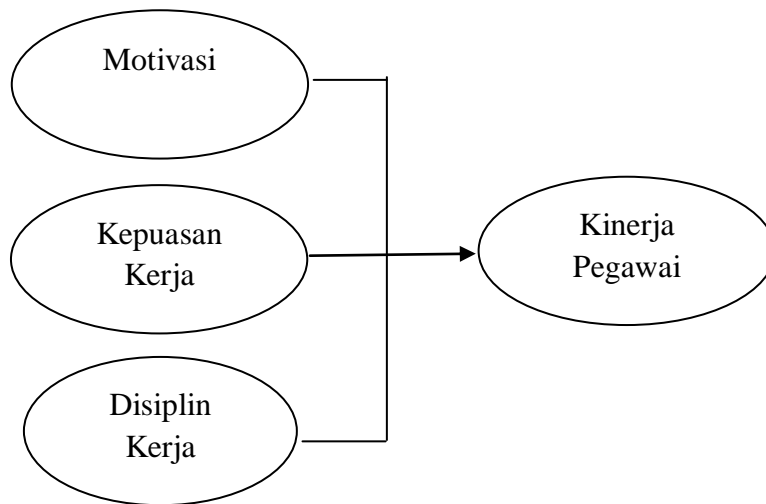 Motivasi
Kepuasan
Kerja
Disiplin
Kerja
Kinerja
Pegawai